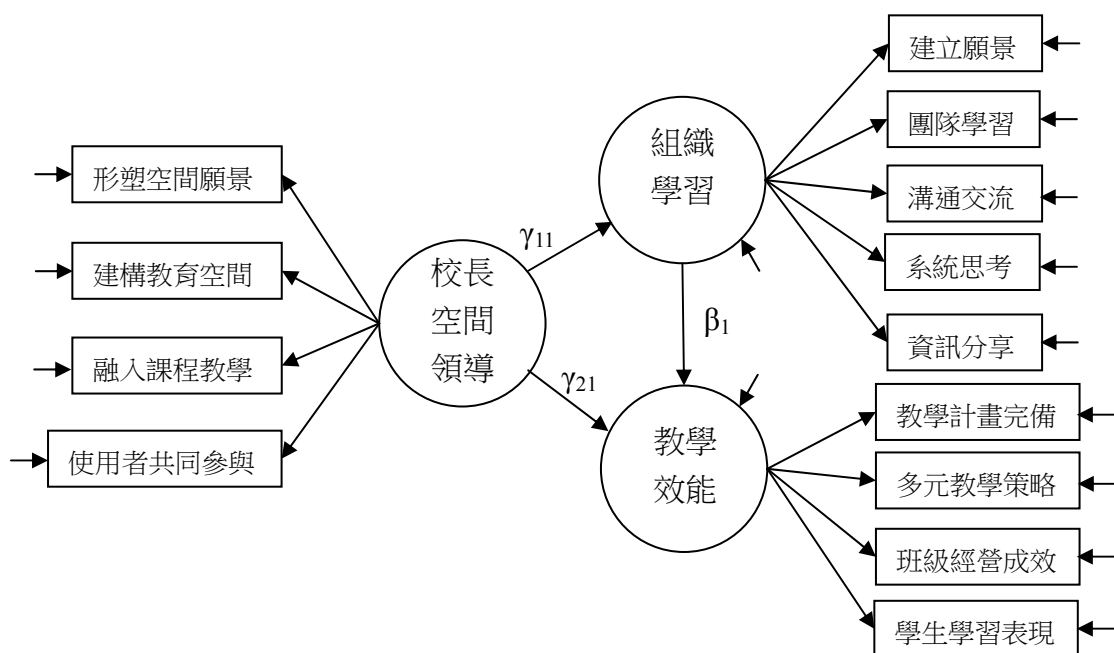 形塑空間願景
建構教育空間
融入課程教學
使用者共同參與
校長
空間
領導
γ11
γ21
組織
學習
β1
教學
效能
建立願景
團隊學習
溝通交流
系統思考
資訊分享
教學計畫完備
多元教學策略
班級經營成效
學生學習表現